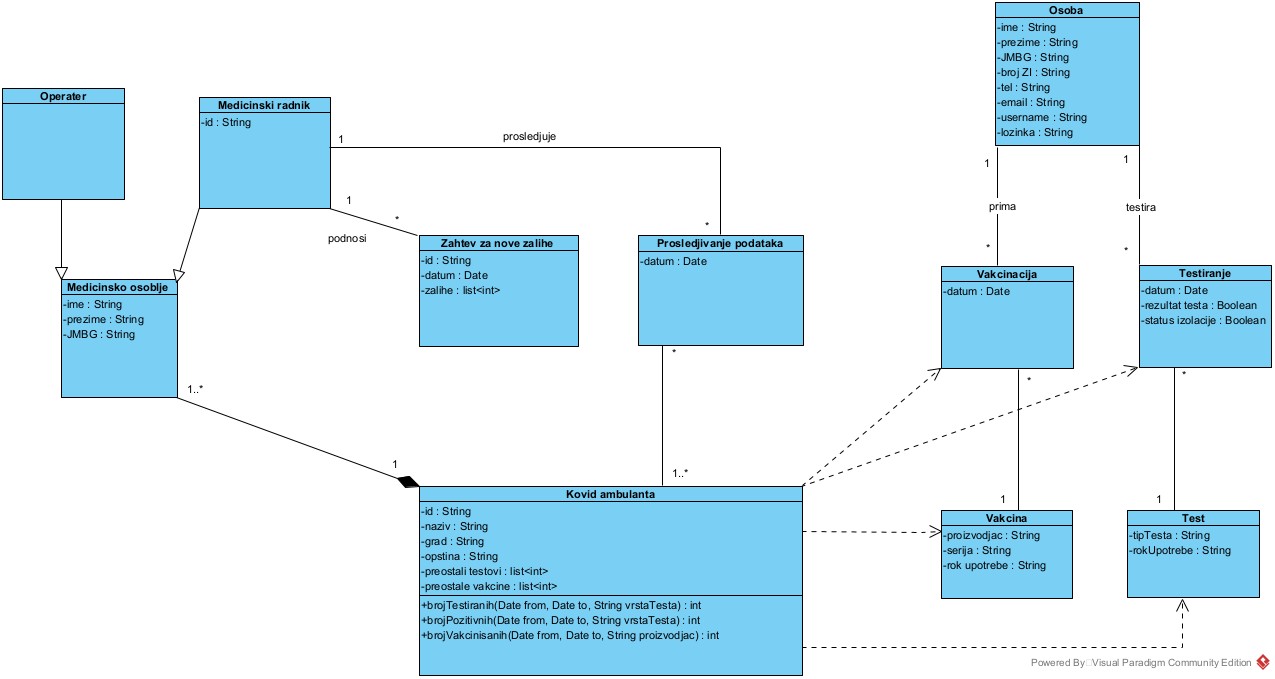 Osoba
-ime : String
-prezime : String
-JMBG : String
-broj ZI : String
-tel : String
-email : String
-username : String
-lozinka : String
Operater
Medicinski radnik
-id : String
1
prosledjuje
*
1
*
podnosi
1
prima
*
1
testira
*
Zahtev za nove zalihe
-id : String
-datum : Date
-zalihe : list<int>
Prosledjivanje podataka
-datum : Date
Vakcinacija
-datum : Date
Testiranje
-datum : Date
-rezultat testa : Boolean
-status izolacije : Boolean
Medicinsko osoblje
-ime : String
-prezime : String
-JMBG : String
1..*
1
*
1..*
*
1
*
1
Kovid ambulanta
-id : String
-naziv : String
-grad : String
-opstina : String
-preostali testovi : list<int>
-preostale vakcine : list<int>
+brojTestiranih(Date from, Date to, String vrstaTesta) : int
+brojPozitivnih(Date from, Date to, String vrstaTesta) : int
+brojVakcinisanih(Date from, Date to, String proizvodjac) : int
Vakcina
-proizvodjac : String
-serija : String
-rok upotrebe : String
Test
-tipTesta : String
-rokUpotrebe : String
Powered By Visual Paradigm Community Edition